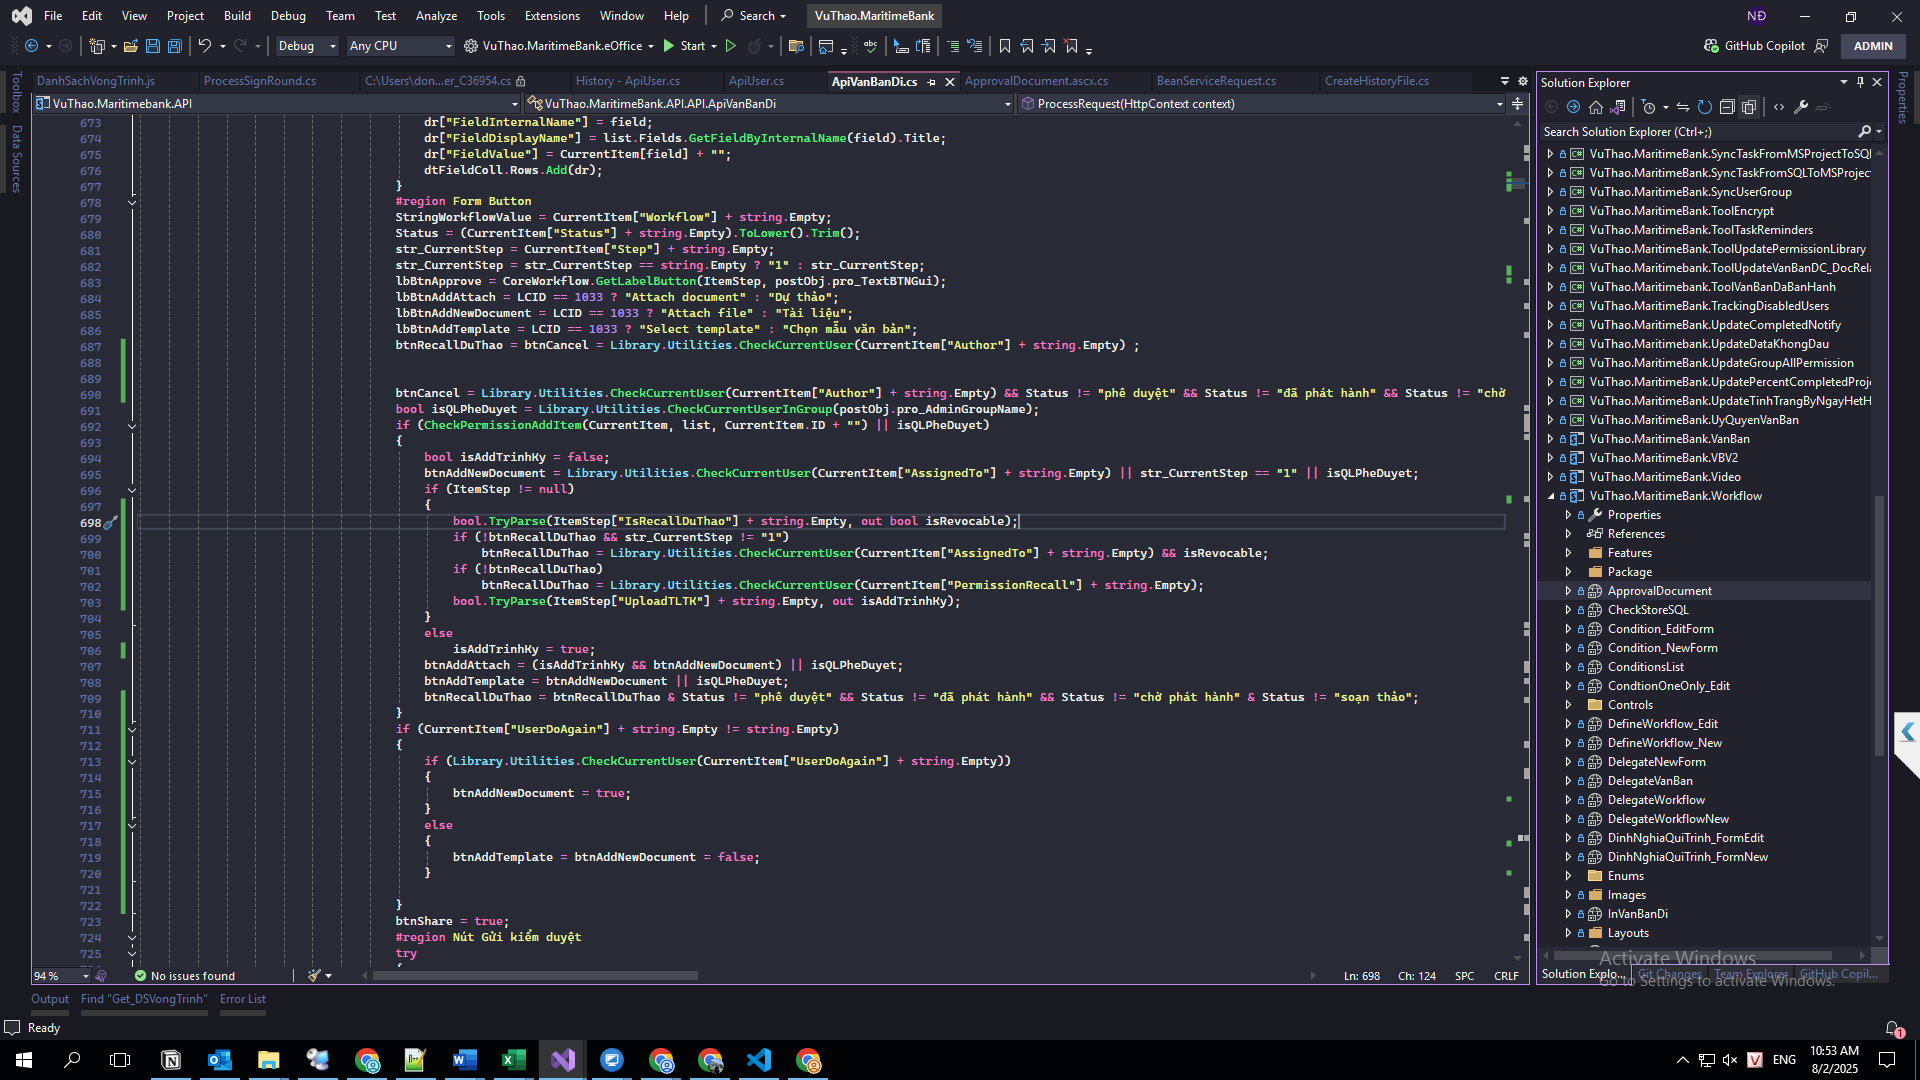 File Edit View Project Build Debug Team Test Analyze Tools Extensions Window Help Search VuThao.MaritimeBank NĐ
Debug Any CPU VuThao.MaritimeBank.eOffice Start GitHub Copilot ADMIN
DanhSachVongTrinh.js ProcessSignRound.cs C:\Users\don...er_C36954.cs History - ApiUser.cs ApiUser.cs ApiVanBanDi.cs ApprovalDocument.ascx.cs BeanServiceRequest.cs CreateHistoryFile.cs
VuThao.Maritimebank.API VuThao.MaritimeBank.API.API.ApiVanBanDi ProcessRequest(HttpContext context)
Toolbox
Data Sources
673 dr["FieldInternalName"] = field;
674 dr["FieldDisplayName"] = list.Fields.GetFieldByInternalName(field).Title;
675 dr["FieldValue"] = CurrentItem[field] + "";
676 dtFieldColl.Rows.Add(dr);
677 }
678 #region Form Button
679 StringWorkflowValue = CurrentItem["Workflow"] + string.Empty;
680 Status = (CurrentItem["Status"] + string.Empty).ToLower().Trim();
681 str_CurrentStep = CurrentItem["Step"] + string.Empty;
682 str_CurrentStep = str_CurrentStep == string.Empty ? "1" : str_CurrentStep;
683 lbBtnApprove = CoreWorkflow.GetLabelButton(ItemStep, postObj.pro_TextBTNGui);
684 lbBtnAddAttach = LCID == 1033 ? "Attach document" : "Dự thảo";
685 lbBtnAddNewDocument = LCID == 1033 ? "Attach file" : "Tài liệu";
686 lbBtnAddTemplate = LCID == 1033 ? "Select template" : "Chọn mẫu văn bản";
687 btnRecallDuThao = btnCancel = Library.Utilities.CheckCurrentUser(CurrentItem["Author"] + string.Empty) ;
688
689
690 btnCancel = Library.Utilities.CheckCurrentUser(CurrentItem["Author"] + string.Empty) && Status != "phê duyệt" && Status != "đã phát hành" && Status != "chờ
691 bool isQLPheDuyet = Library.Utilities.CheckCurrentUserInGroup(postObj.pro_AdminGroupName);
692 if (CheckPermissionAddItem(CurrentItem, list, CurrentItem.ID + "") || isQLPheDuyet)
693 {
694 bool isAddTrinhKy = false;
695 btnAddNewDocument = Library.Utilities.CheckCurrentUser(CurrentItem["AssignedTo"] + string.Empty) || str_CurrentStep == "1" || isQLPheDuyet;
696 if (ItemStep != null)
697 {
698 bool.TryParse(ItemStep["IsRecallDuThao"] + string.Empty, out bool isRevocable);
699 if (!btnRecallDuThao && str_CurrentStep != "1")
700 btnRecallDuThao = Library.Utilities.CheckCurrentUser(CurrentItem["AssignedTo"] + string.Empty) && isRevocable;
701 if (!btnRecallDuThao)
702 btnRecallDuThao = Library.Utilities.CheckCurrentUser(CurrentItem["PermissionRecall"] + string.Empty);
703 bool.TryParse(ItemStep["UploadTLTK"] + string.Empty, out isAddTrinhKy);
704 }
705 else
706 isAddTrinhKy = true;
707 btnAddAttach = (isAddTrinhKy && btnAddNewDocument) || isQLPheDuyet;
708 btnAddTemplate = btnAddNewDocument || isQLPheDuyet;
709 btnRecallDuThao = btnRecallDuThao & Status != "phê duyệt" && Status != "đã phát hành" && Status != "chờ phát hành" & Status != "soạn thảo";
710 }
711 if (CurrentItem["UserDoAgain"] + string.Empty != string.Empty)
712 {
713 if (Library.Utilities.CheckCurrentUser(CurrentItem["UserDoAgain"] + string.Empty))
714 {
715 btnAddNewDocument = true;
716 }
717 else
718 {
719 btnAddTemplate = btnAddNewDocument = false;
720 }
721
722 }
723 btnShare = true;
724 #region Nút Gửi kiểm duyệt
725 try
94 % No issues found Ln: 698 Ch: 124 SPC CRLF
Output Find "Get_DSVongTrinh" Error List
Ready
Solution Explorer
Search Solution Explorer (Ctrl+;)
VuThao.MaritimeBank.SyncTaskFromMSProjectToSQL
VuThao.MaritimeBank.SyncTaskFromSQLToMSProject
VuThao.MaritimeBank.SyncUserGroup
VuThao.MaritimeBank.ToolEncrypt
VuThao.MaritimeBank.ToolTaskReminders
VuThao.MaritimeBank.ToolUpdatePermissionLibrary
VuThao.MaritimeBank.ToolUpdateVanBanDC_DocRela
VuThao.MaritimeBank.ToolVanBanDaBanHanh
VuThao.MaritimeBank.TrackingDisabledUsers
VuThao.MaritimeBank.UpdateCompletedNotify
VuThao.MaritimeBank.UpdateDataKhongDau
VuThao.MaritimeBank.UpdateGroupAllPermission
VuThao.MaritimeBank.UpdatePercentCompletedProj
VuThao.MaritimeBank.UpdateTinhTrangByNgayHetH
VuThao.MaritimeBank.UyQuyenVanBan
VuThao.MaritimeBank.VanBan
VuThao.MaritimeBank.VBV2
VuThao.MaritimeBank.Video
VuThao.MaritimeBank.Workflow
Properties
References
Features
Package
ApprovalDocument
CheckStoreSQL
Condition_EditForm
Condition_NewForm
ConditionsList
CondtionOneOnly_Edit
Controls
DefineWorkflow_Edit
DefineWorkflow_New
DelegateNewForm
DelegateVanBan
DelegateWorkflow
DelegateWorkflowNew
DinhNghiaQuiTrinh_FormEdit
DinhNghiaQuiTrinh_FormNew
Enums
Images
InVanBanDi
Layouts
Solution Explo... Git Changes Team Explorer GitHub Copil...
Activate Windows
Go to Settings to activate Windows.
Properties
ENG 10:53 AM
8/2/2025